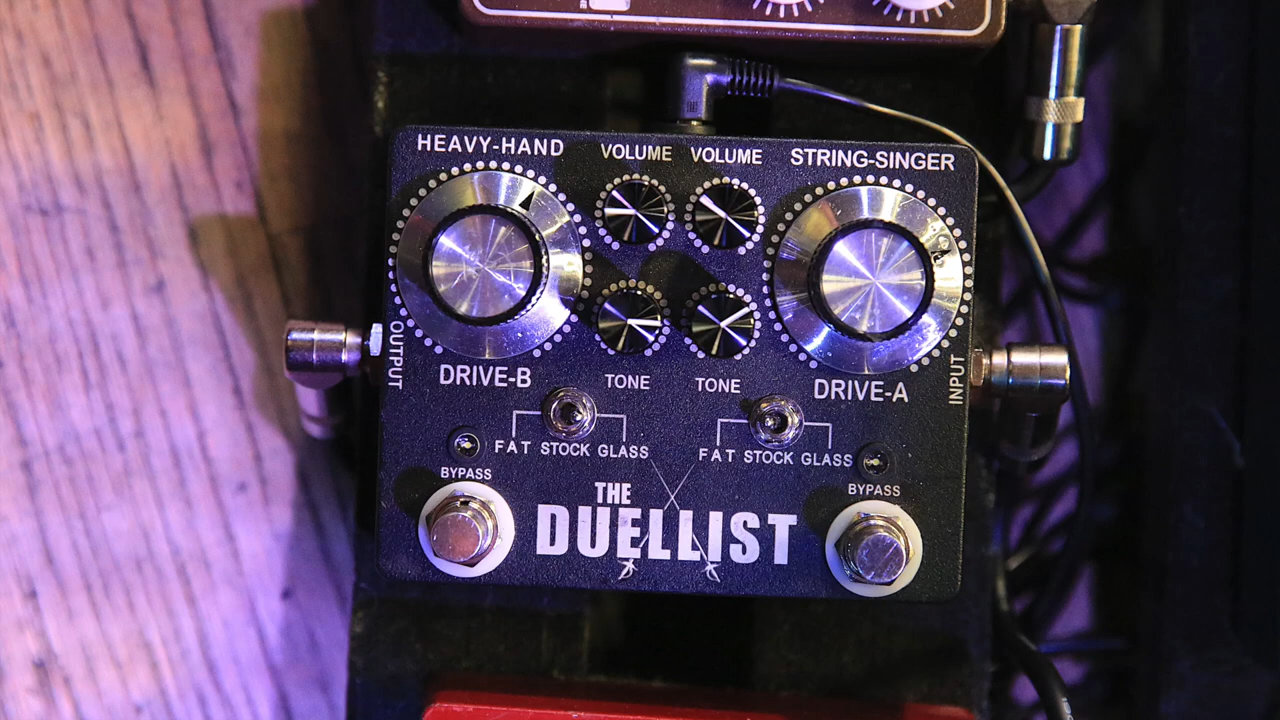 HEAVY-HAND
VOLUME VOLUME
STRING-SINGER
OUTPUT
DRIVE-B
TONE
TONE
DRIVE-A
INPUT
FAT STOCK GLASS
FAT STOCK GLASS
BYPASS
BYPASS
THE
DUELLIST